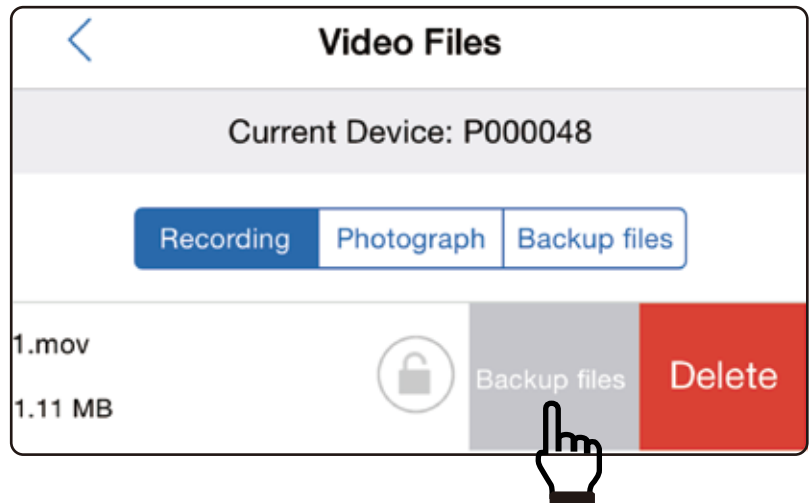 Video Files
Current Device: P000048
Recording Photograph Backup files
1.mov
1.11 MB
Backup files Delete